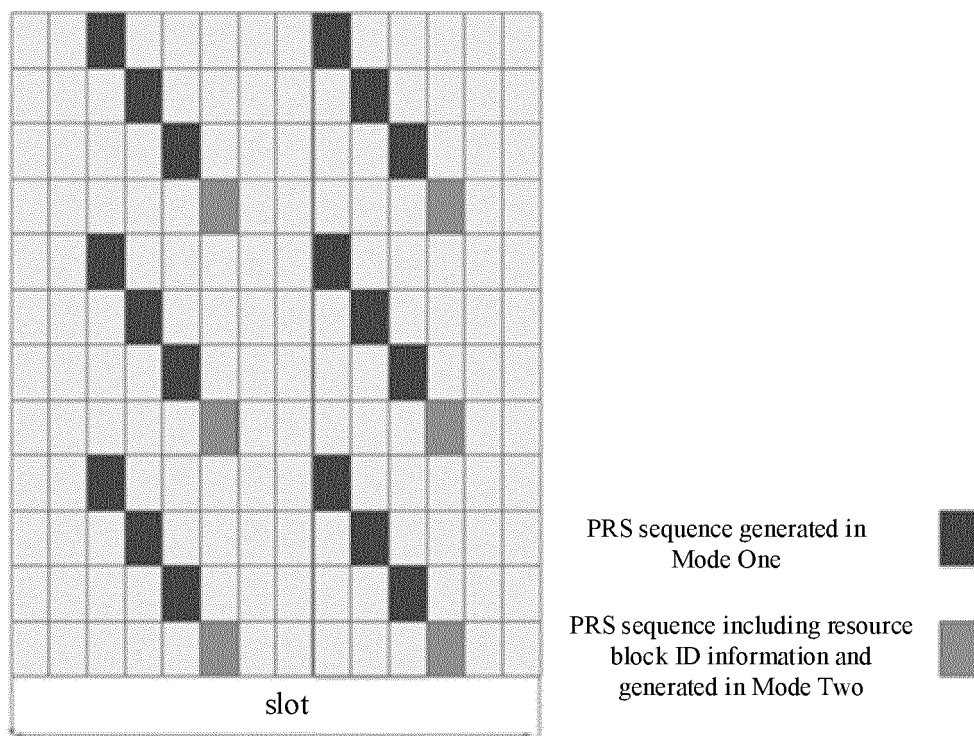 PRS sequence generated in
Mode One
PRS sequence including resource
block ID information and
generated in Mode Two
slot